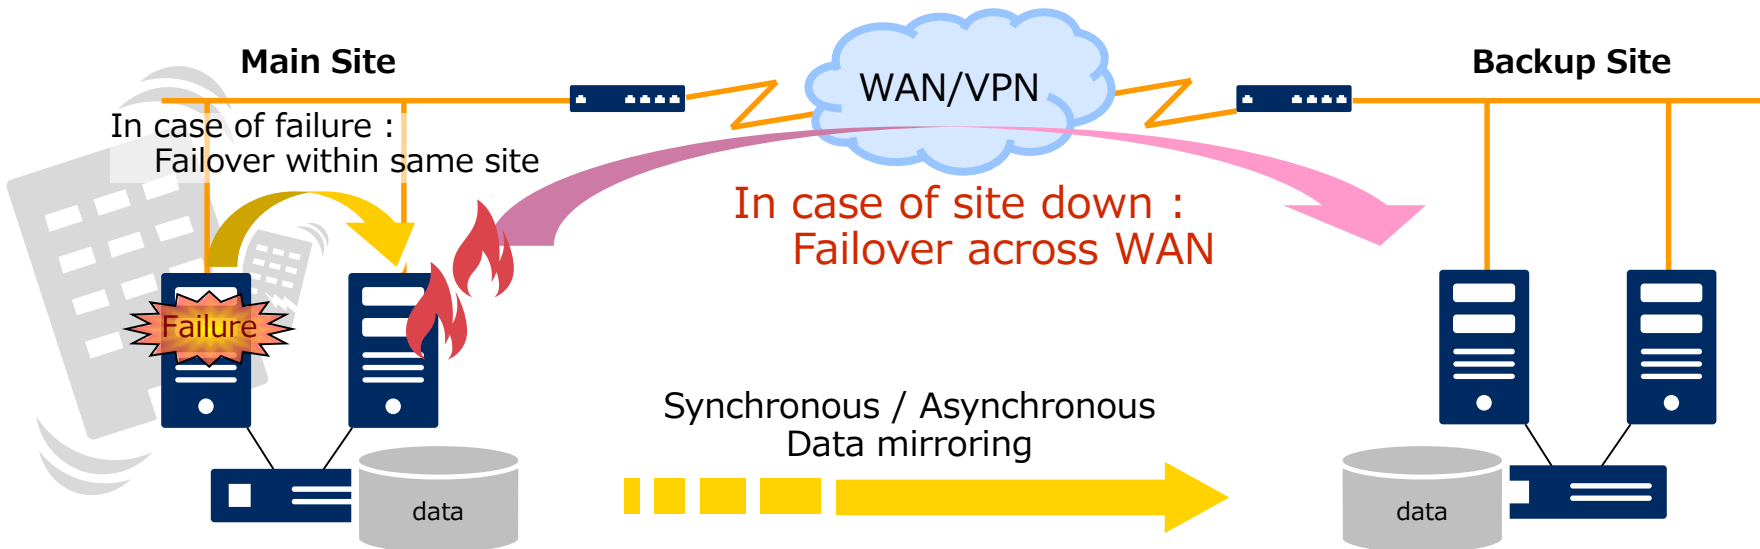 Main Site
WAN/VPN
Backup Site
In case of failure :
Failover within same site
In case of site down :
Failover across WAN
Failure
Synchronous / Asynchronous
Data mirroring
data
data